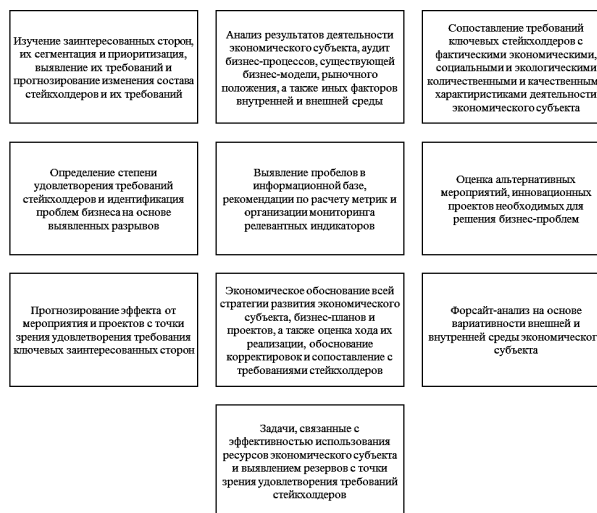 Изучение заинтересованных сторон,
их сегментация и приоритизация,
выявление их требований и
прогнозирование изменения состава
стейкхолдеров и их требований
Анализ результатов деятельности
экономического субъекта, аудит
бизнес-процессов, существующей
бизнес-модели, рыночного
положения, а также иных факторов
внутренней и внешней среды
Сопоставление требований
ключевых стейкхолдеров с
фактическими экономическими,
социальными и экологическими
количественными и качественным
характиристиками деятельности
экономического субъекта
Определение степени
удовлетворения требований
стейкхолдеров и идентификация
проблем бизнеса на основе
выявленных разрывов
Выявление пробелов в
информационной базе,
рекомендации по расчету метрик и
организации мониторинга
релевантных индикаторов
Оценка альтернативных
мероприятий, инновационных
проектов необходимых для
решения бизнес-проблем
Прогнозирование эффекта от
мероприятия и проектов с точки
зрения удовлетворения требования
ключевых заинтересованных сторон
Экономическое обоснование всей
стратегии развития экономического
субъекта, бизнес-планов и
проектов, а также оценка хода их
реализации, обоснование
корректировок и сопоставление с
требованиями стейкхолдеров
Форсайт-анализ на основе
вариативности внешней и
внутренней среды экономического
субъекта
Задачи, связанные с
эффективностью использования
ресурсов экономического субъекта
и выявлением резервов с точки
зрения удовлетворения требований
стейкхолдеров